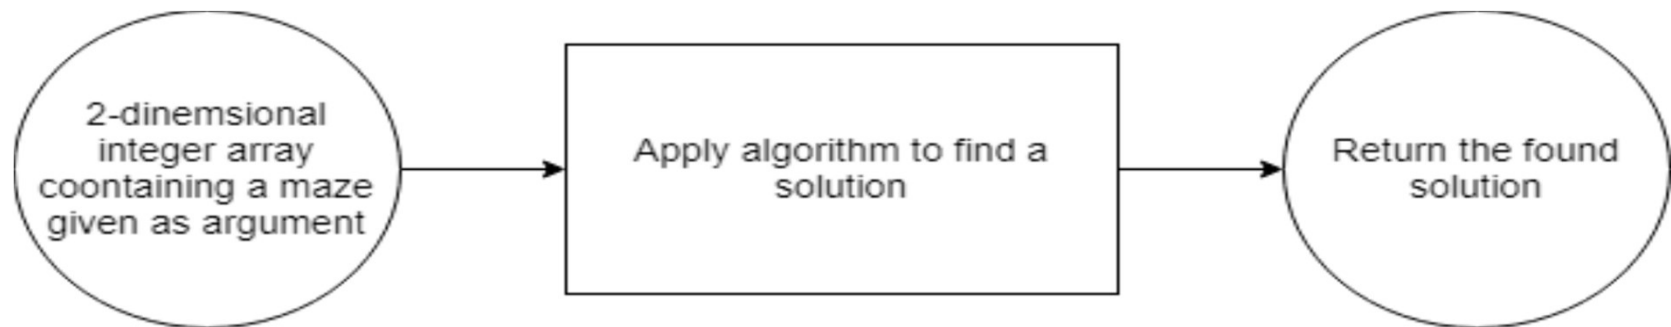 2-dinemsional
integer array
coontaining a maze
given as argument
Apply algorithm to find a
solution
Return the found
solution